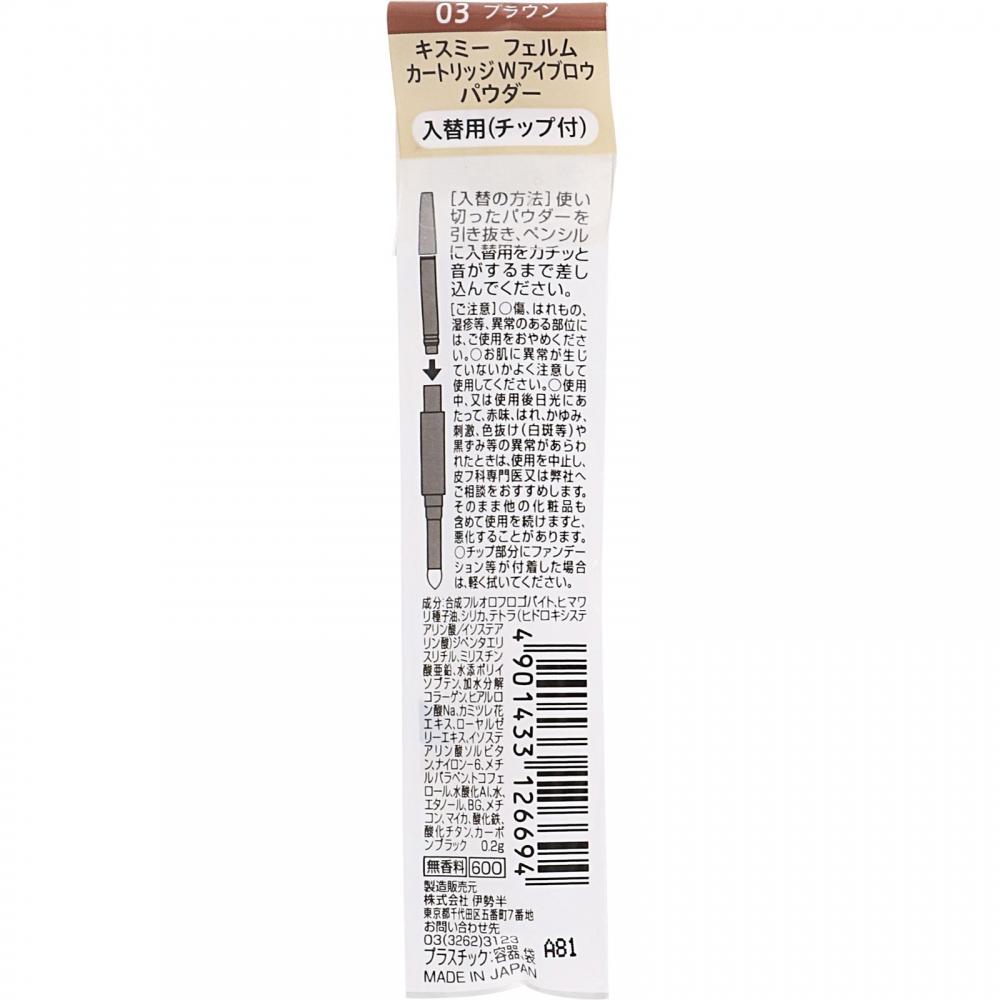 03 ブラウン
キスミー フェルム
カートリッジWアイブロウ
パウダー
入替用(チップ付)
[入替の方法]使い
切ったパウダーを
引き抜き、ペンシル
に入替用をカチッと
音がするまで差し
込んでください。
[ご注意]○傷、はれもの、
湿疹等、異常のある部位に
は、ご使用をおやめくださ
い。○お肌に異常が生じ
ていないかよく注意して
使用してください。○使用
中、又は使用後日光にあ
たって、赤味、はれ、かゆみ、
刺激、色抜け(白斑等)や
黒ずみ等の異常があらわ
れたときは、使用を中止し、
皮フ科専門医又は弊社へ
ご相談をおすすめします。
そのまま他の化粧品も
含めて使用を続けますと、
悪化することがあります。
○チップ部分にファンデー
ション等が付着した場合
は、軽く拭いてください。
成分:合成フルオロフロゴパイト、ヒマワ
リ種子油、シリカ、テトラ(ヒドロキシステ
アリン酸/イソステア
リン酸)ジペンタエリ
スリチル、ミリスチン
酸亜鉛、水添ポリイ
ソブテン、加水分解
コラーゲン、ヒアルロ
ン酸Na、カミツレ花
エキス、ローヤルゼ
リーエキス、イソステ
アリン酸ソルビタ
ン、ナイロン-6、メチ
ルパラベン、トコフェ
ロール、水酸化Al、水、
エタノール、BG、メチ
コン、マイカ、酸化鉄、
酸化チタン、カーボ
ンブラック 0.2g
無香料 600
4 901433 126694
製造販売元
株式会社 伊勢半
東京都千代田区五番町7番地
お問い合わせ先
03(3262)3123
A81
プラスチック:容器、袋
MADE IN JAPAN